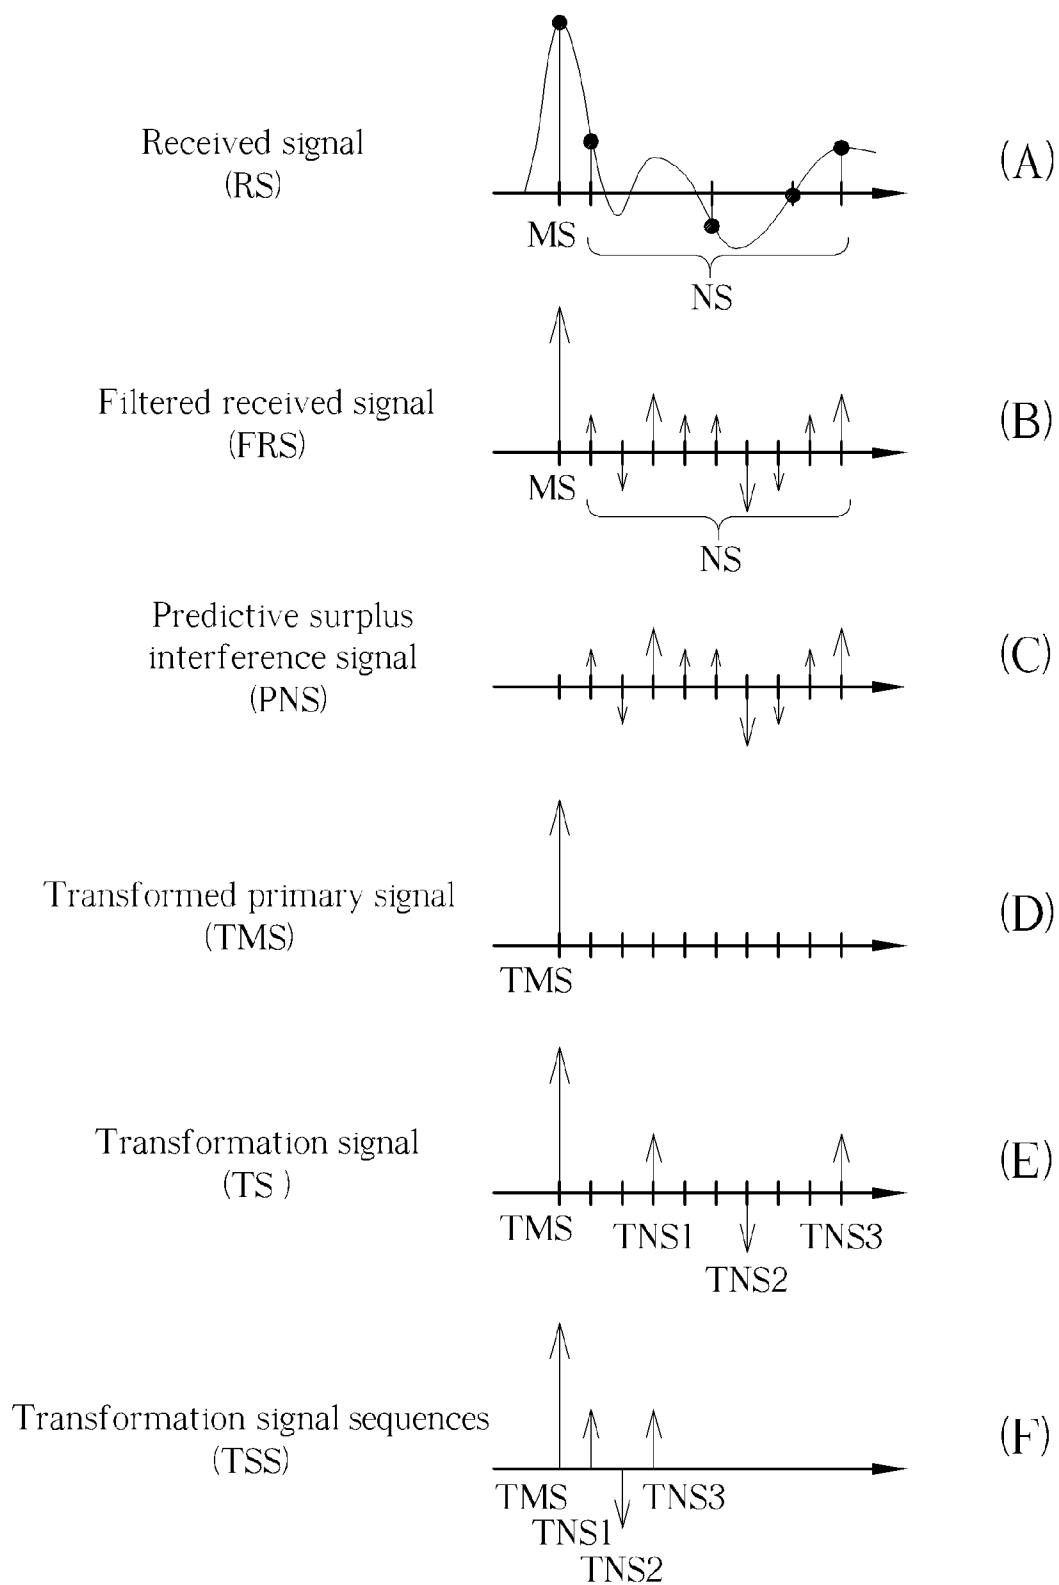 Received signal
(RS)
(A)
MS
NS
Filtered received signal
(FRS)
(B)
MS
NS
Predictive surplus
interference signal
(PNS)
(C)
Transformed primary signal
(TMS)
(D)
TMS
Transformation signal
(TS )
(E)
TMS
TNS1
TNS3
TNS2
Transformation signal sequences
(TSS)
(F)
TMS
TNS3
TNS1
TNS2